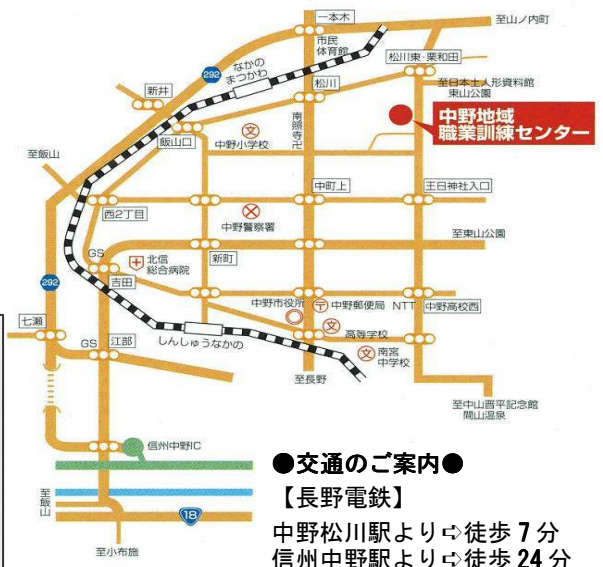 一本木
至山ノ内町
市民
体育館
なかの
まつかわ
292
松川東・栗和田
新井
松川
至日本土人形資料館
東山公園
南照寺卍
中野地域
職業訓練センター
飯山口
文
中野小学校
至飯山
中町上
王日神社入口
西2丁目
中野警察署
至東山公園
GS
北信
総合病院
新町
吉田
292
中野市役所
〒
中野郵便局
NTT
中野高校西
七瀬
GS
江部
しんしゅうなかの
文
高等学校
文
南宮
中学校
至長野
至中山晋平記念館
間山温泉
信州中野IC
●交通のご案内●
【長野電鉄】
至飯山
18
中野松川駅より⇨徒歩 7 分
信州中野駅より⇨徒歩 24 分
至小布施